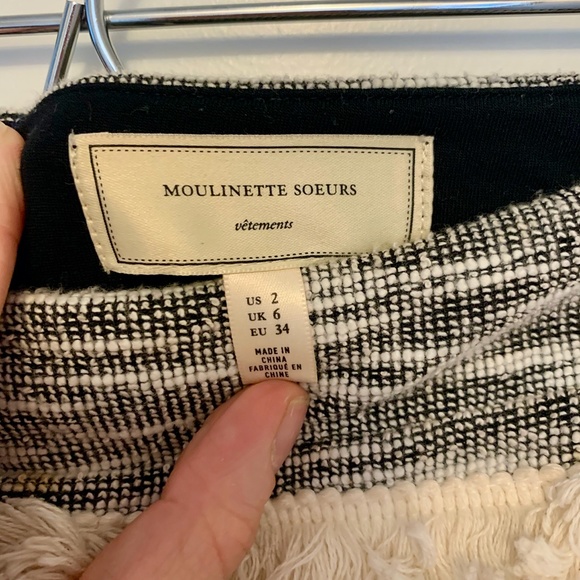 MOULINETTE SOEURS
vêtements
US 2
UK 6
EU 34
MADE IN
CHINA
FABRIQUÉ EN
CHINE